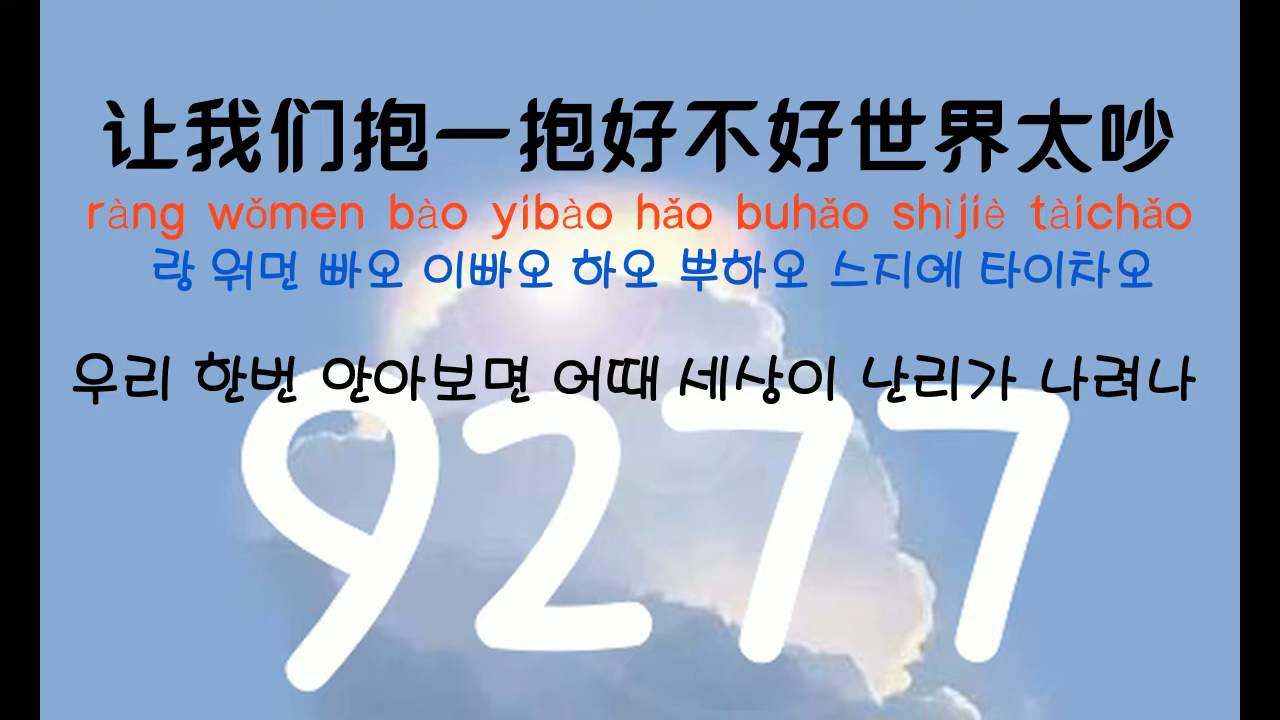 让我们抱一抱好不好世界太吵
ràng wǒmen bào yibào hǎo buhǎo shìjiè tàichǎo
랑 워먼 빠오 이빠오 하오 뿌하오 스지에 타이차오
우리 한번 안아보면 어때 세상이 난리가 나려나
9277